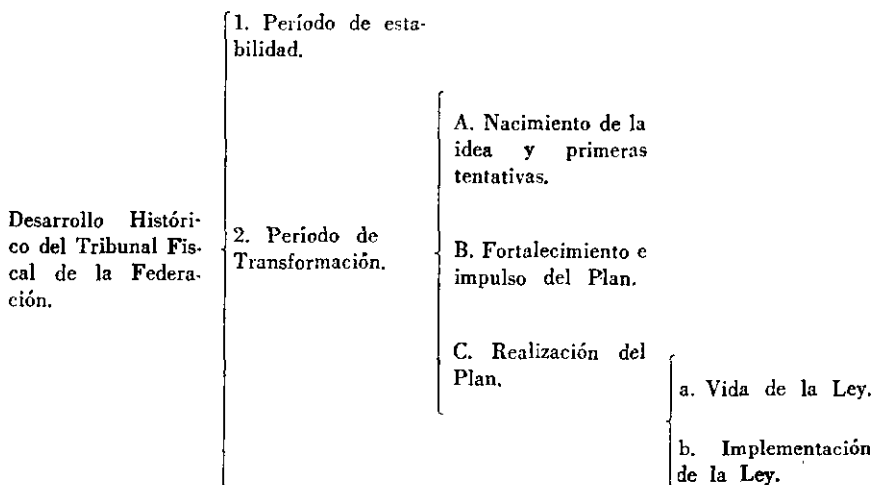 1. Período de esta-
bilidad.
A. Nacimiento de la
idea y primeras
tentativas.
Desarrollo Históri-
co del Tribunal Fis-
cal de la Federa-
ción.
2. Período de
Transformación.
B. Fortalecimiento e
impulso del Plan.
C. Realización del
Plan.
a. Vida de la Ley.
b. Implementación
de la Ley.